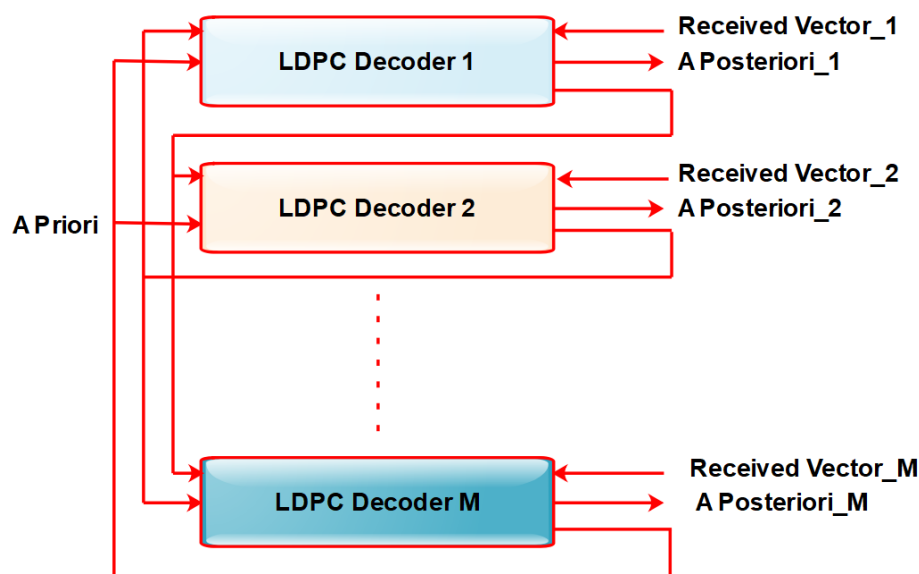 LDPC Decoder 1
Received Vector_1
A Posteriori_1
LDPC Decoder 2
Received Vector_2
A Posteriori_2
A Priori
LDPC Decoder M
Received Vector_M
A Posteriori_M